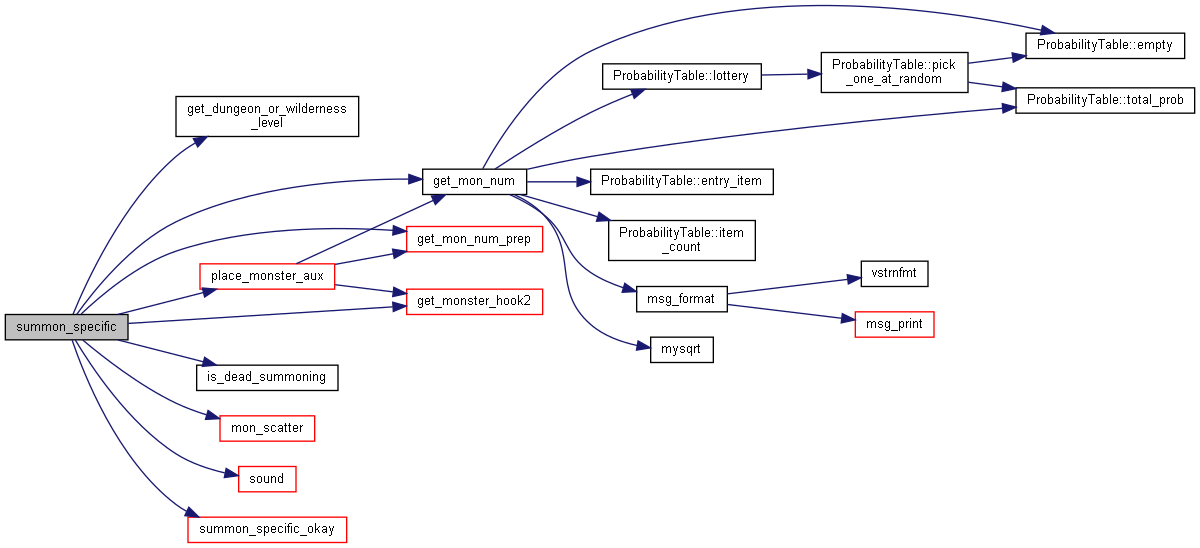 summon_specific
get_dungeon_or_wilderness
_level
place_monster_aux
is_dead_summoning
mon_scatter
sound
summon_specific_okay
get_mon_num
get_mon_num_prep
get_monster_hook2
ProbabilityTable::lottery
ProbabilityTable::entry_item
ProbabilityTable::item
_count
msg_format
mysqrt
ProbabilityTable::pick
_one_at_random
vstrnfmt
msg_print
ProbabilityTable::empty
ProbabilityTable::total_prob